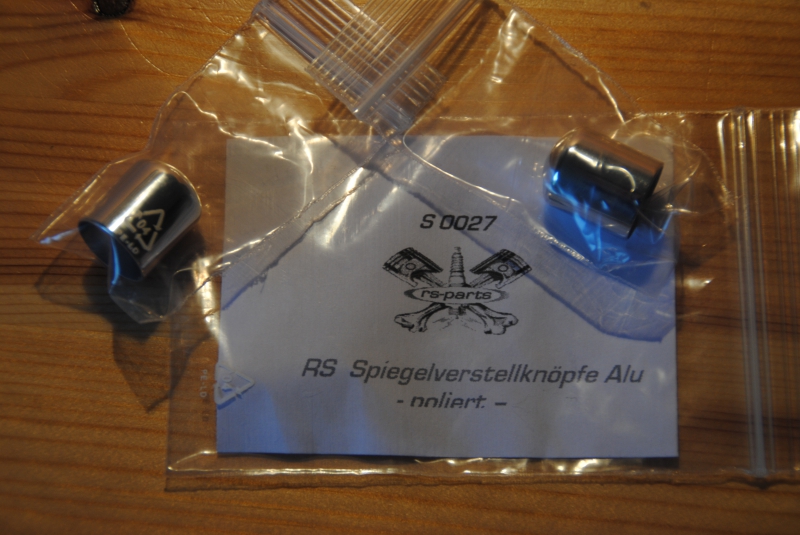 S 0027
rs-parts
RS Spiegelverstellknöpfe Alu
- poliert. -